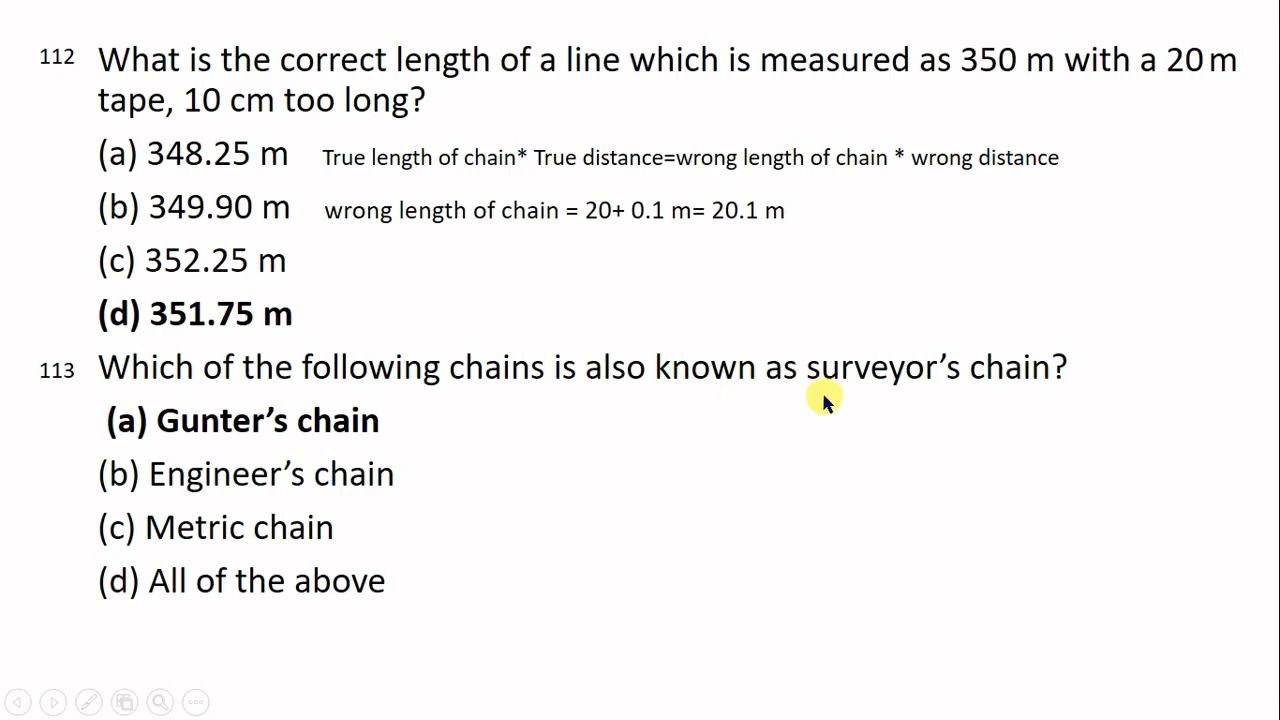 112 What is the correct length of a line which is measured as 350 m with a 20 m
tape, 10 cm too long?
(a) 348.25 m True length of chain* True distance=wrong length of chain * wrong distance
(b) 349.90 m wrong length of chain = 20+ 0.1 m= 20.1 m
(c) 352.25 m
(d) 351.75 m
113 Which of the following chains is also known as surveyor’s chain?
(a) Gunter’s chain
(b) Engineer’s chain
(c) Metric chain
(d) All of the above